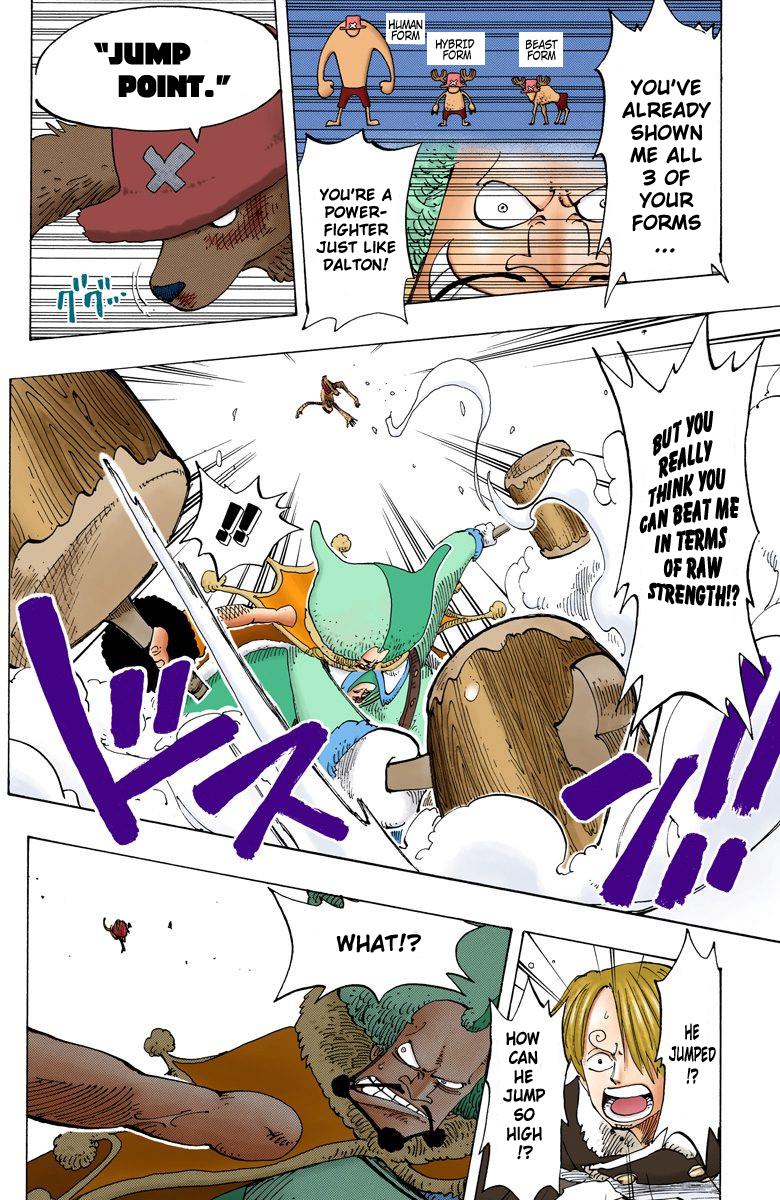 YOU'VE
ALREADY
SHOWN
ME ALL
3 OF
YOUR
FORMS
...
HUMAN
FORM
HYBRID
FORM
BEAST
FORM
YOU'RE A
POWER-
FIGHTER
JUST LIKE
DALTON!
"JUMP
POINT."
ググ…
BUT YOU
REALLY
THINK YOU
CAN BEAT ME
IN TERMS
OF RAW
STRENGTH!?
!!
ドスン!!
HE
JUMPED
!?
HOW
CAN
HE
JUMP
SO
HIGH
!?
WHAT!?